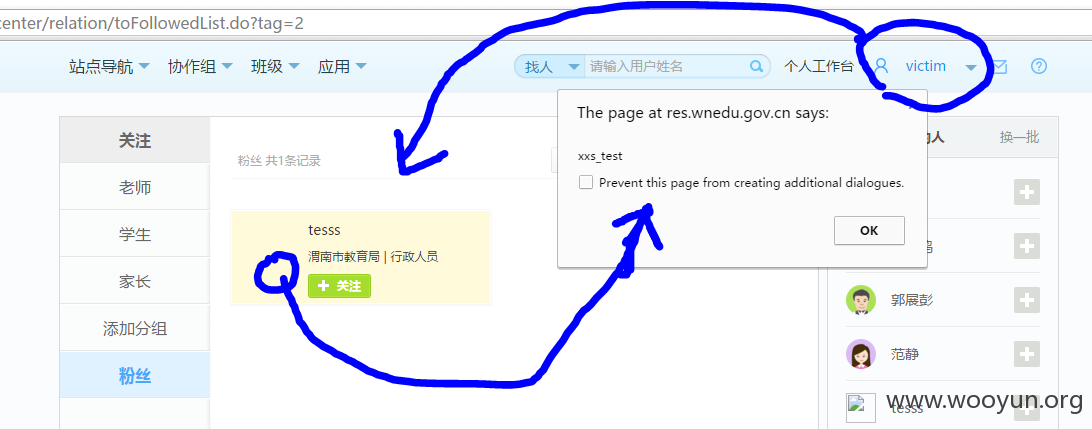 center/relation/toFollowedList.do?tag=2
站点导航 协作组 班级 应用 找人 请输入用户姓名 个人工作台 victim
The page at res.wnedu.gov.cn says:
xxs_test
Prevent this page from creating additional dialogues.
OK
关注
老师
学生
家长
添加分组
粉丝
粉丝 共1条记录
tesss
渭南市教育局 | 行政人员
关注
人 换一批
郭展彭
范静
tesss
www.wooyun.org